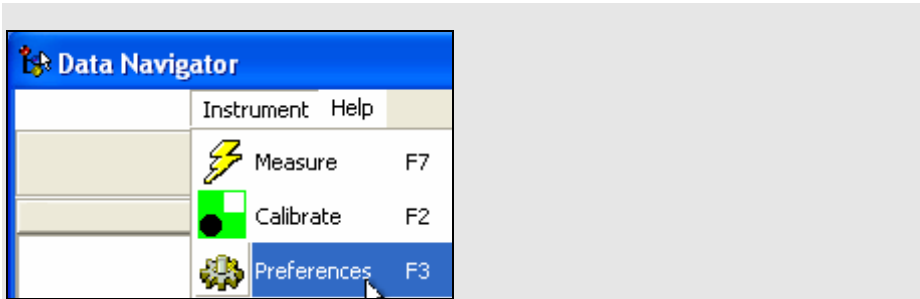 Data Navigator
Instrument Help
Measure F7
Calibrate F2
Preferences F3